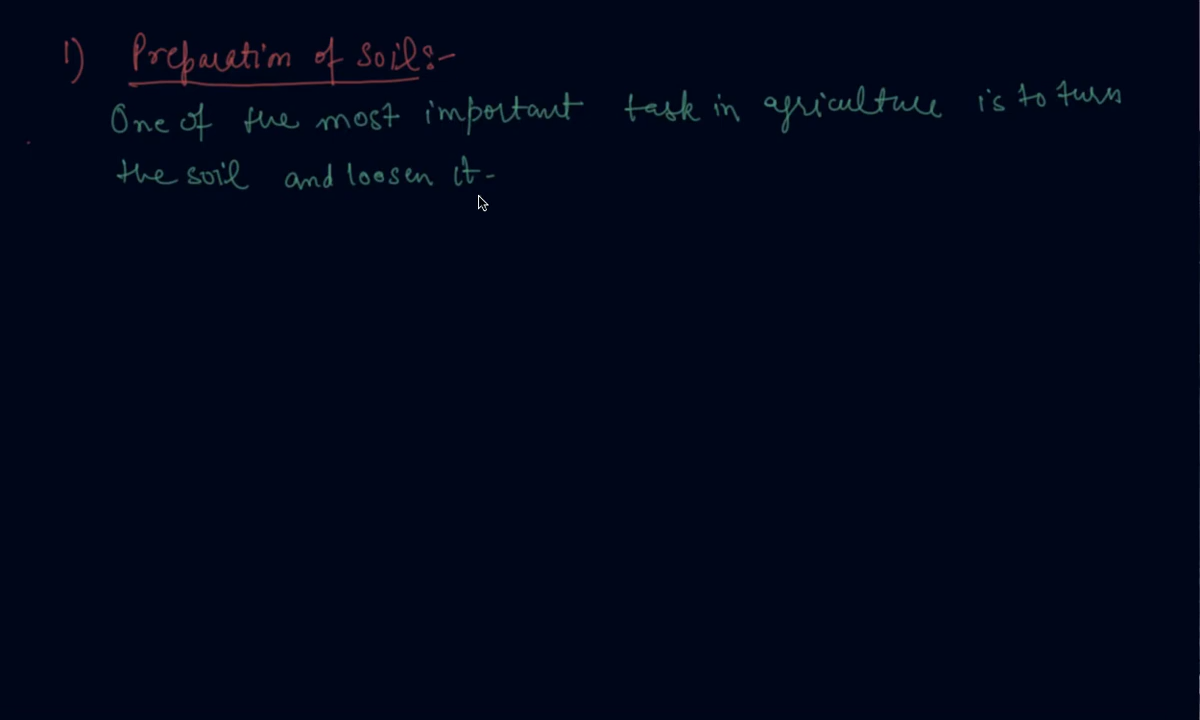 1) Preparation of Soil:-
One of the most important task in agriculture is to turn
the soil and loosen it-